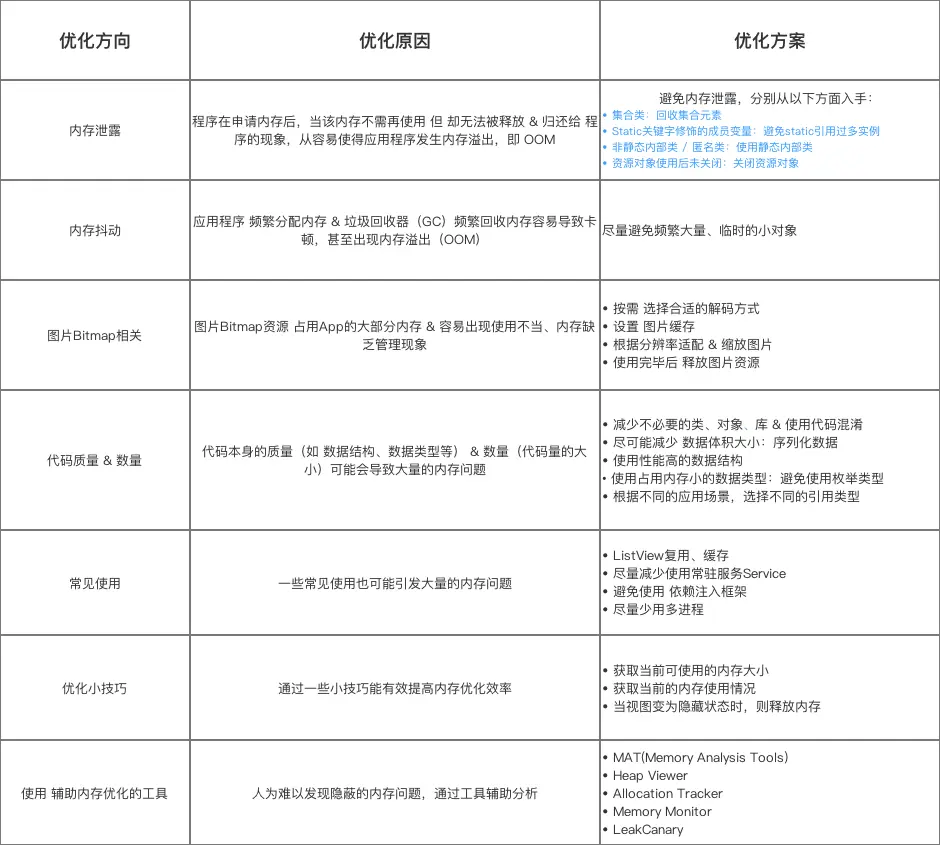 优化方向
优化原因
优化方案
内存泄露
程序在申请内存后，当该内存不需再使用 但 却无法被释放 & 归还给 程
序的现象，从容易使得应用程序发生内存溢出，即 OOM
避免内存泄露，分别从以下方面入手：
• 集合类：回收集合元素
• Static关键字修饰的成员变量：避免static引用过多实例
• 非静态内部类 / 匿名类：使用静态内部类
• 资源对象使用后未关闭：关闭资源对象
内存抖动
应用程序 频繁分配内存 & 垃圾回收器（GC）频繁回收内存容易导致卡
顿，甚至出现内存溢出（OOM）
尽量避免频繁大量、临时的小对象
图片Bitmap相关
图片Bitmap资源 占用App的大部分内存 & 容易出现使用不当、内存缺
乏管理现象
• 按需 选择合适的解码方式
• 设置 图片缓存
• 根据分辨率适配 & 缩放图片
• 使用完毕后 释放图片资源
代码质量 & 数量
代码本身的质量（如 数据结构、数据类型等） & 数量（代码量的大
小）可能会导致大量的内存问题
• 减少不必要的类、对象、库 & 使用代码混淆
• 尽可能减少 数据体积大小：序列化数据
• 使用性能高的数据结构
• 使用占用内存小的数据类型：避免使用枚举类型
• 根据不同的应用场景，选择不同的引用类型
常见使用
一些常见使用也可能引发大量的内存问题
• ListView复用、缓存
• 尽量减少使用常驻服务Service
• 避免使用 依赖注入框架
• 尽量少用多进程
优化小技巧
通过一些小技巧能有效提高内存优化效率
• 获取当前可使用的内存大小
• 获取当前的内存使用情况
• 当视图变为隐藏状态时，则释放内存
使用 辅助内存优化的工具
人为难以发现隐蔽的内存问题，通过工具辅助分析
• MAT(Memory Analysis Tools)
• Heap Viewer
• Allocation Tracker
• Memory Monitor
• LeakCanary